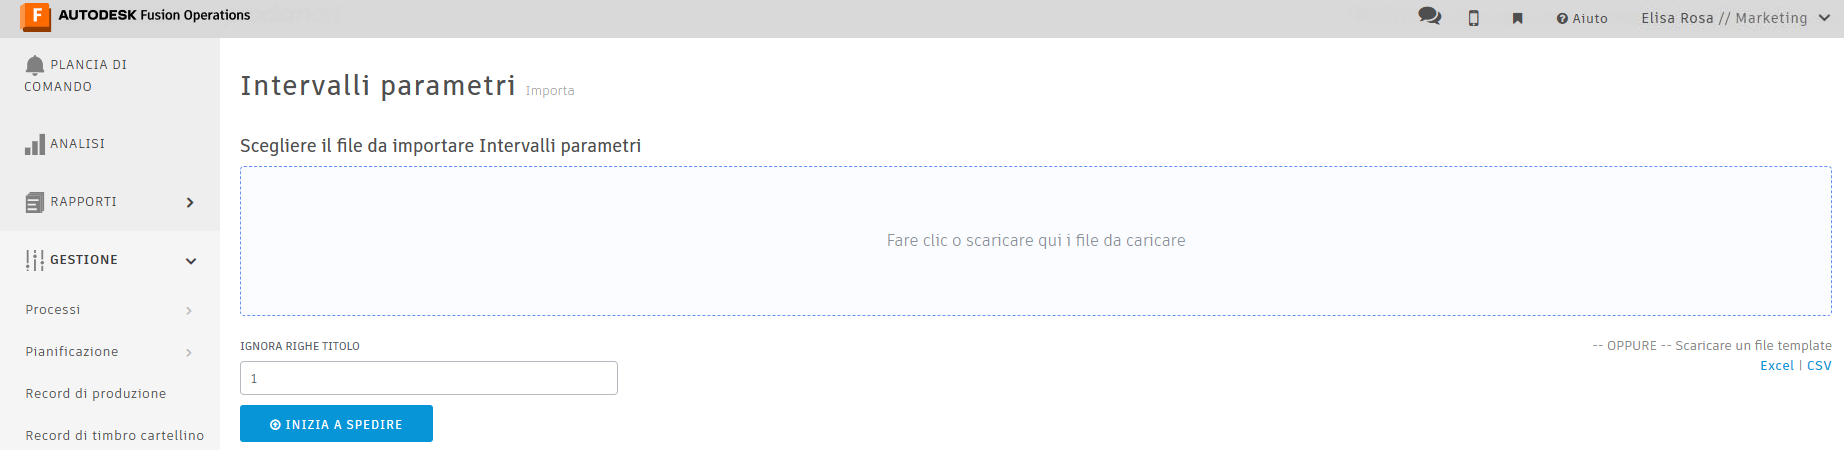 F AUTODESK Fusion Operations
Aiuto
Elisa Rosa // Marketing
PLANCIA DI
COMANDO
ANALISI
RAPPORTI
GESTIONE
Processi
Pianificazione
Record di produzione
Record di timbro cartellino
Intervalli parametri Importa
Scegliere il file da importare Intervalli parametri
Fare clic o scaricare qui i file da caricare
IGNORA RIGHE TITOLO
1
INIZIA A SPEDIRE
-- OPPURE -- Scaricare un file template
Excel | CSV